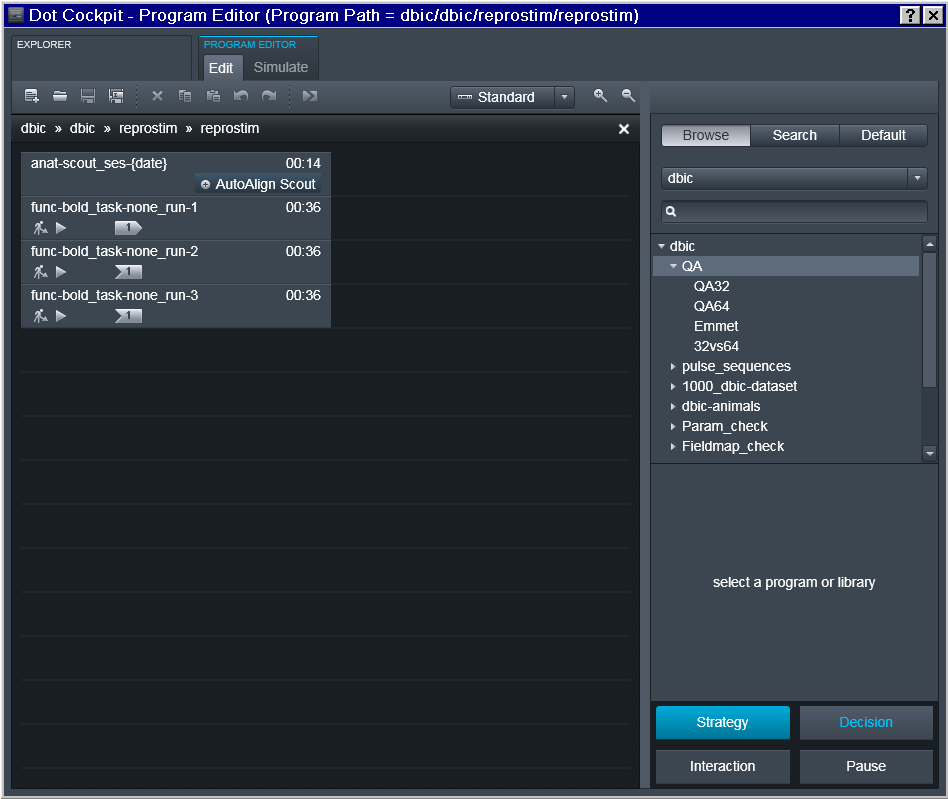 Dot Cockpit - Program Editor (Program Path = dbic/dbic/reprostim/reprostim)
EXPLORER
PROGRAM EDITOR
Edit Simulate
Standard
dbic » dbic » reprostim » reprostim
anat-scout_ses-{date} 00:14
AutoAlign Scout
func-bold_task-none_run-1 00:36
1
func-bold_task-none_run-2 00:36
1
func-bold_task-none_run-3 00:36
1
Browse Search Default
dbic
dbic
QA
QA32
QA64
Emmet
32vs64
pulse_sequences
1000_dbic-dataset
dbic-animals
Param_check
Fieldmap_check
select a program or library
Strategy Decision
Interaction Pause